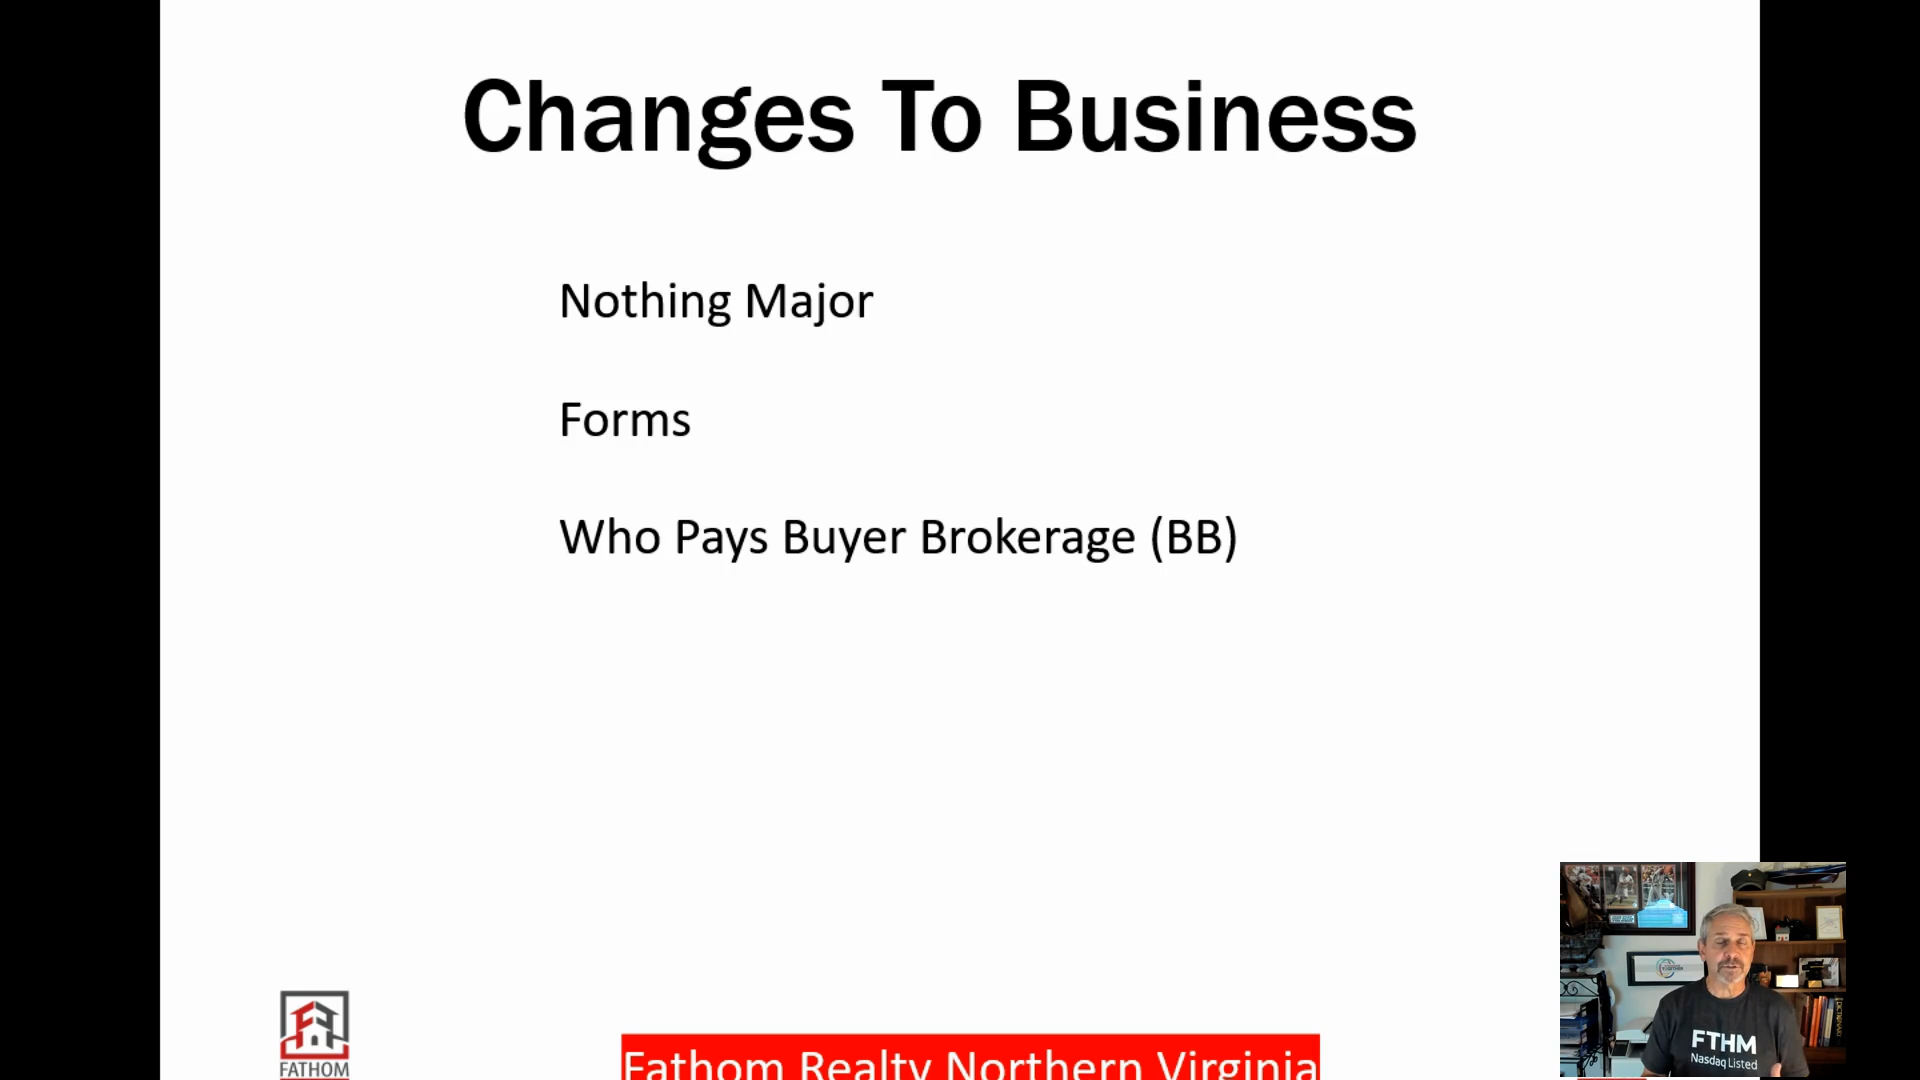 Changes To Business
Nothing Major
Forms
Who Pays Buyer Brokerage (BB)
FATHOM
Fathom Realty Northern Virginia
TOGETHER
FTHM
Nasdaq Listed